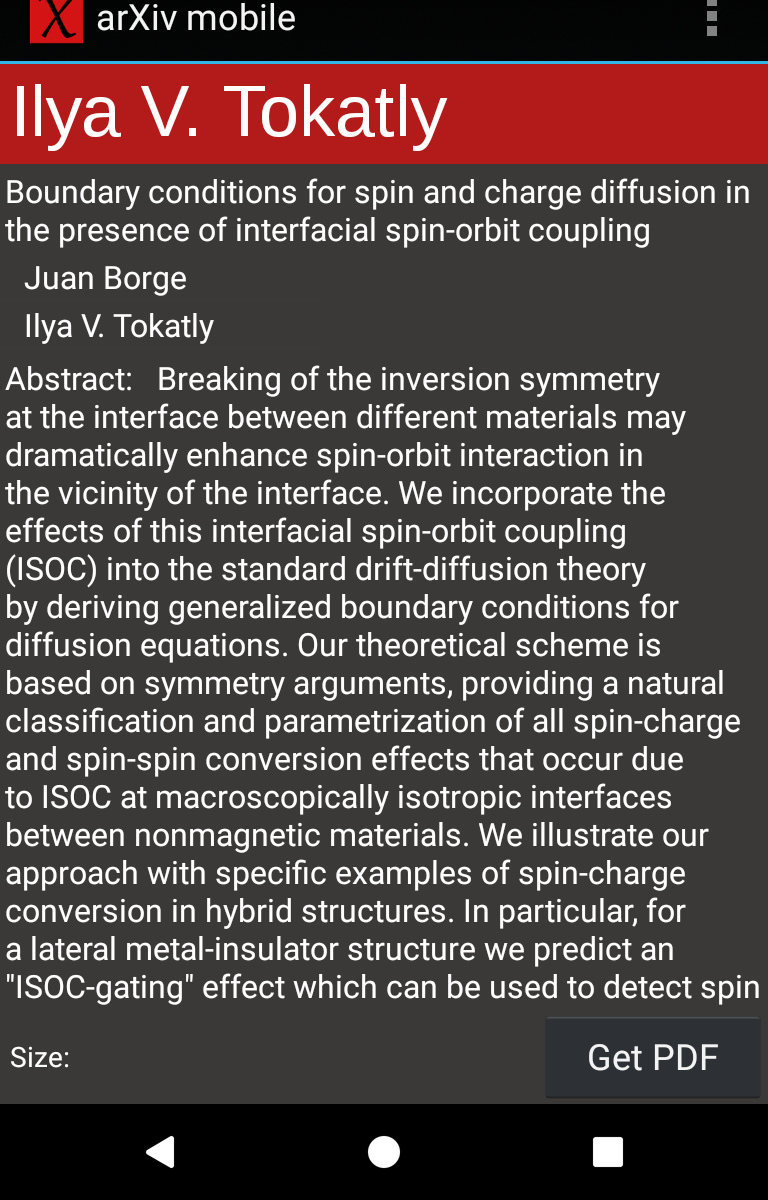 arXiv mobile
Ilya V. Tokatly
Boundary conditions for spin and charge diffusion in
the presence of interfacial spin-orbit coupling
Juan Borge
Ilya V. Tokatly
Abstract:   Breaking of the inversion symmetry
at the interface between different materials may
dramatically enhance spin-orbit interaction in
the vicinity of the interface. We incorporate the
effects of this interfacial spin-orbit coupling
(ISOC) into the standard drift-diffusion theory
by deriving generalized boundary conditions for
diffusion equations. Our theoretical scheme is
based on symmetry arguments, providing a natural
classification and parametrization of all spin-charge
and spin-spin conversion effects that occur due
to ISOC at macroscopically isotropic interfaces
between nonmagnetic materials. We illustrate our
approach with specific examples of spin-charge
conversion in hybrid structures. In particular, for
a lateral metal-insulator structure we predict an
"ISOC-gating" effect which can be used to detect spin
Size:
Get PDF